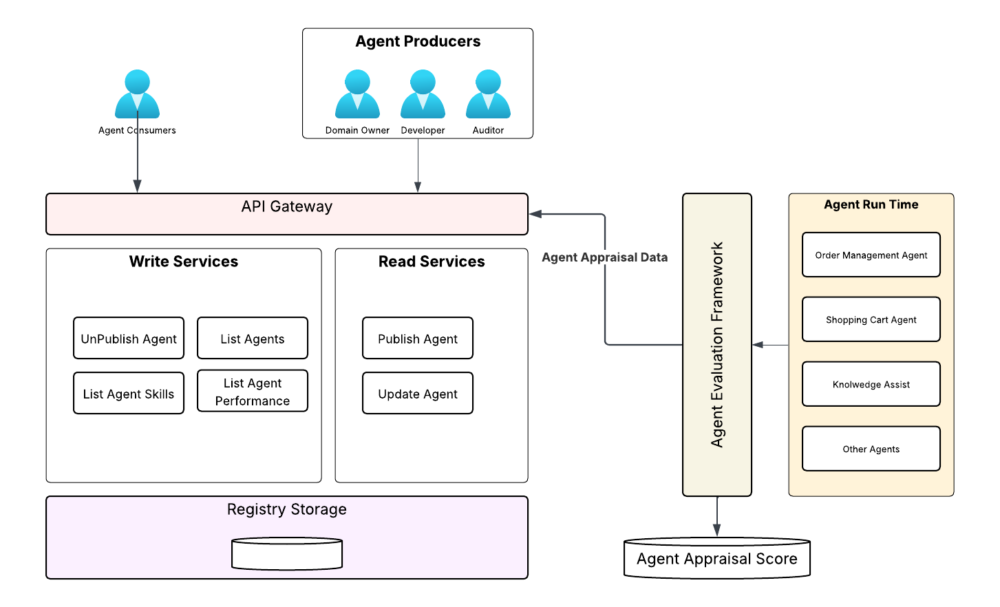 Agent Producers
Agent Consumers
Domain Owner
Developer
Auditor
API Gateway
Agent Run Time
Write Services
Read Services
Agent Appraisal Data
Agent Evaluation Framework
Order Management Agent
Shopping Cart Agent
UnPublish Agent
List Agents
Publish Agent
List Agent Skills
List Agent
Performance
Update Agent
Knolwedge Assist
Other Agents
Registry Storage
Agent Appraisal Score